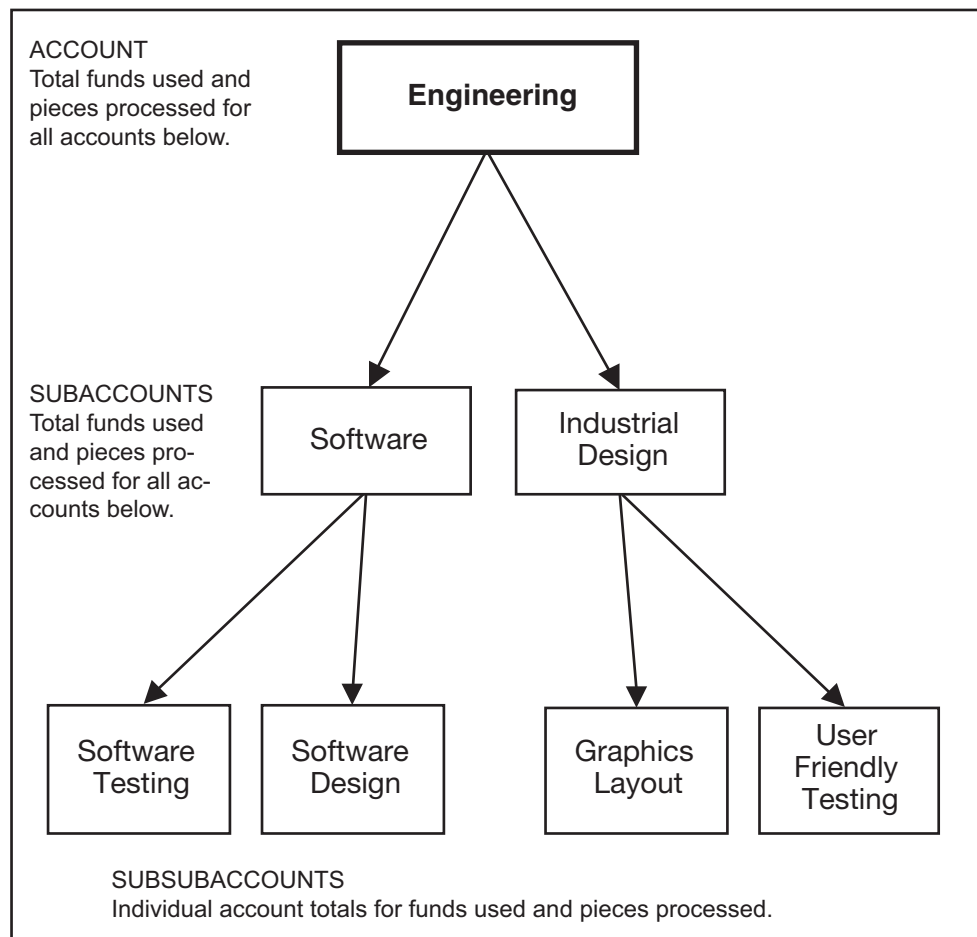 ACCOUNT
Total funds used and
pieces processed for
all accounts below.
Engineering
SUBACCOUNTS
Total funds used
and pieces pro-
cessed for all ac-
counts below.
Software
Industrial
Design
Software
Testing
Software
Design
Graphics
Layout
User
Friendly
Testing
SUBSUBACCOUNTS
Individual account totals for funds used and pieces processed.